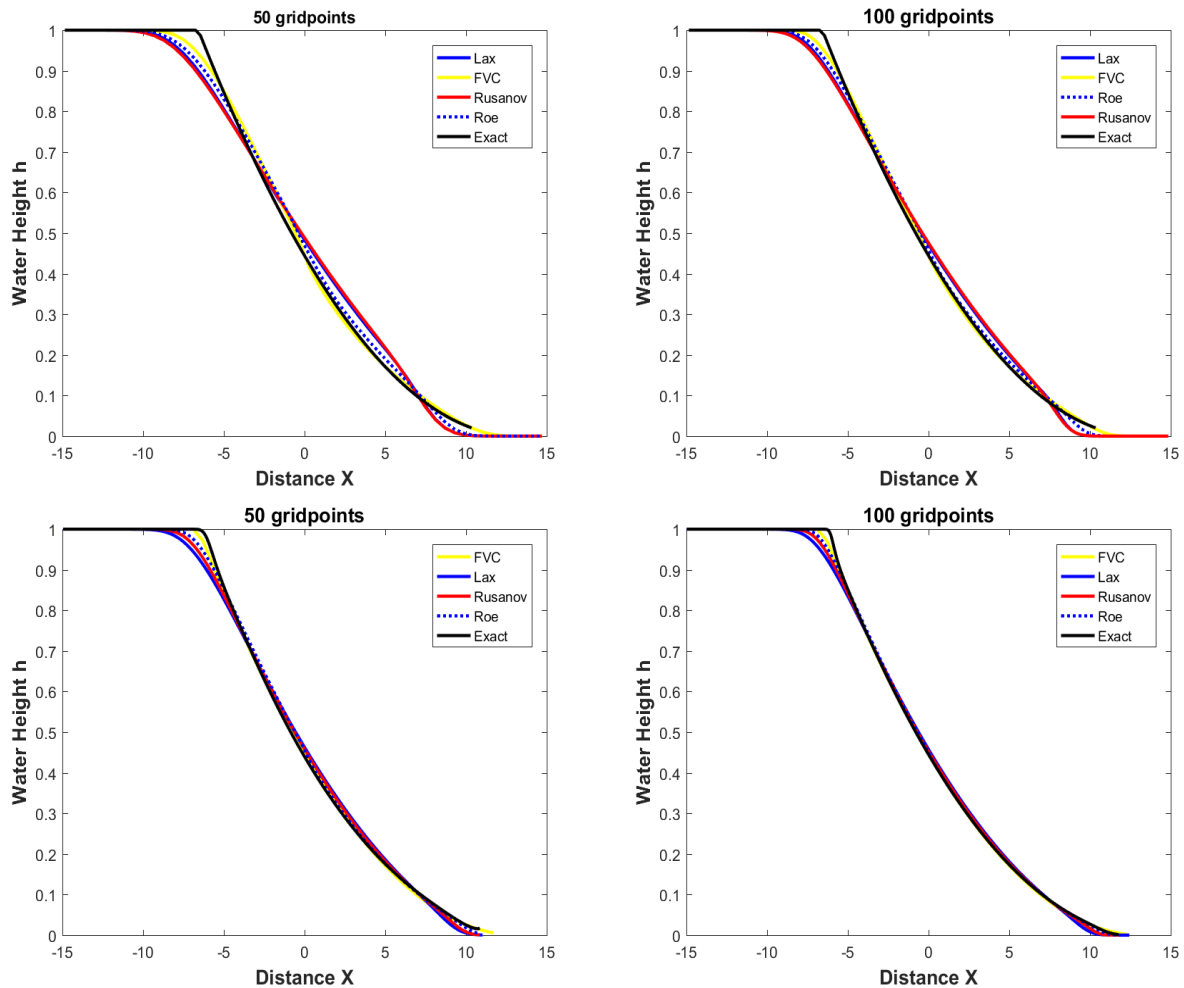 50 gridpoints
1
0.9
0.8
0.7
0.6
0.5
0.4
0.3
0.2
0.1
0
Water Height h
-15 -10 -5 0 5 10 15
Distance X
Lax
FVC
Rusanov
Roe
Exact
100 gridpoints
1
0.9
0.8
0.7
0.6
0.5
0.4
0.3
0.2
0.1
0
Water Height h
-15 -10 -5 0 5 10 15
Distance X
Lax
FVC
Roe
Rusanov
Exact
50 gridpoints
1
0.9
0.8
0.7
0.6
0.5
0.4
0.3
0.2
0.1
0
Water Height h
-15 -10 -5 0 5 10 15
Distance X
FVC
Lax
Rusanov
Roe
Exact
100 gridpoints
1
0.9
0.8
0.7
0.6
0.5
0.4
0.3
0.2
0.1
0
Water Height h
-15 -10 -5 0 5 10 15
Distance X
FVC
Lax
Rusanov
Roe
Exact